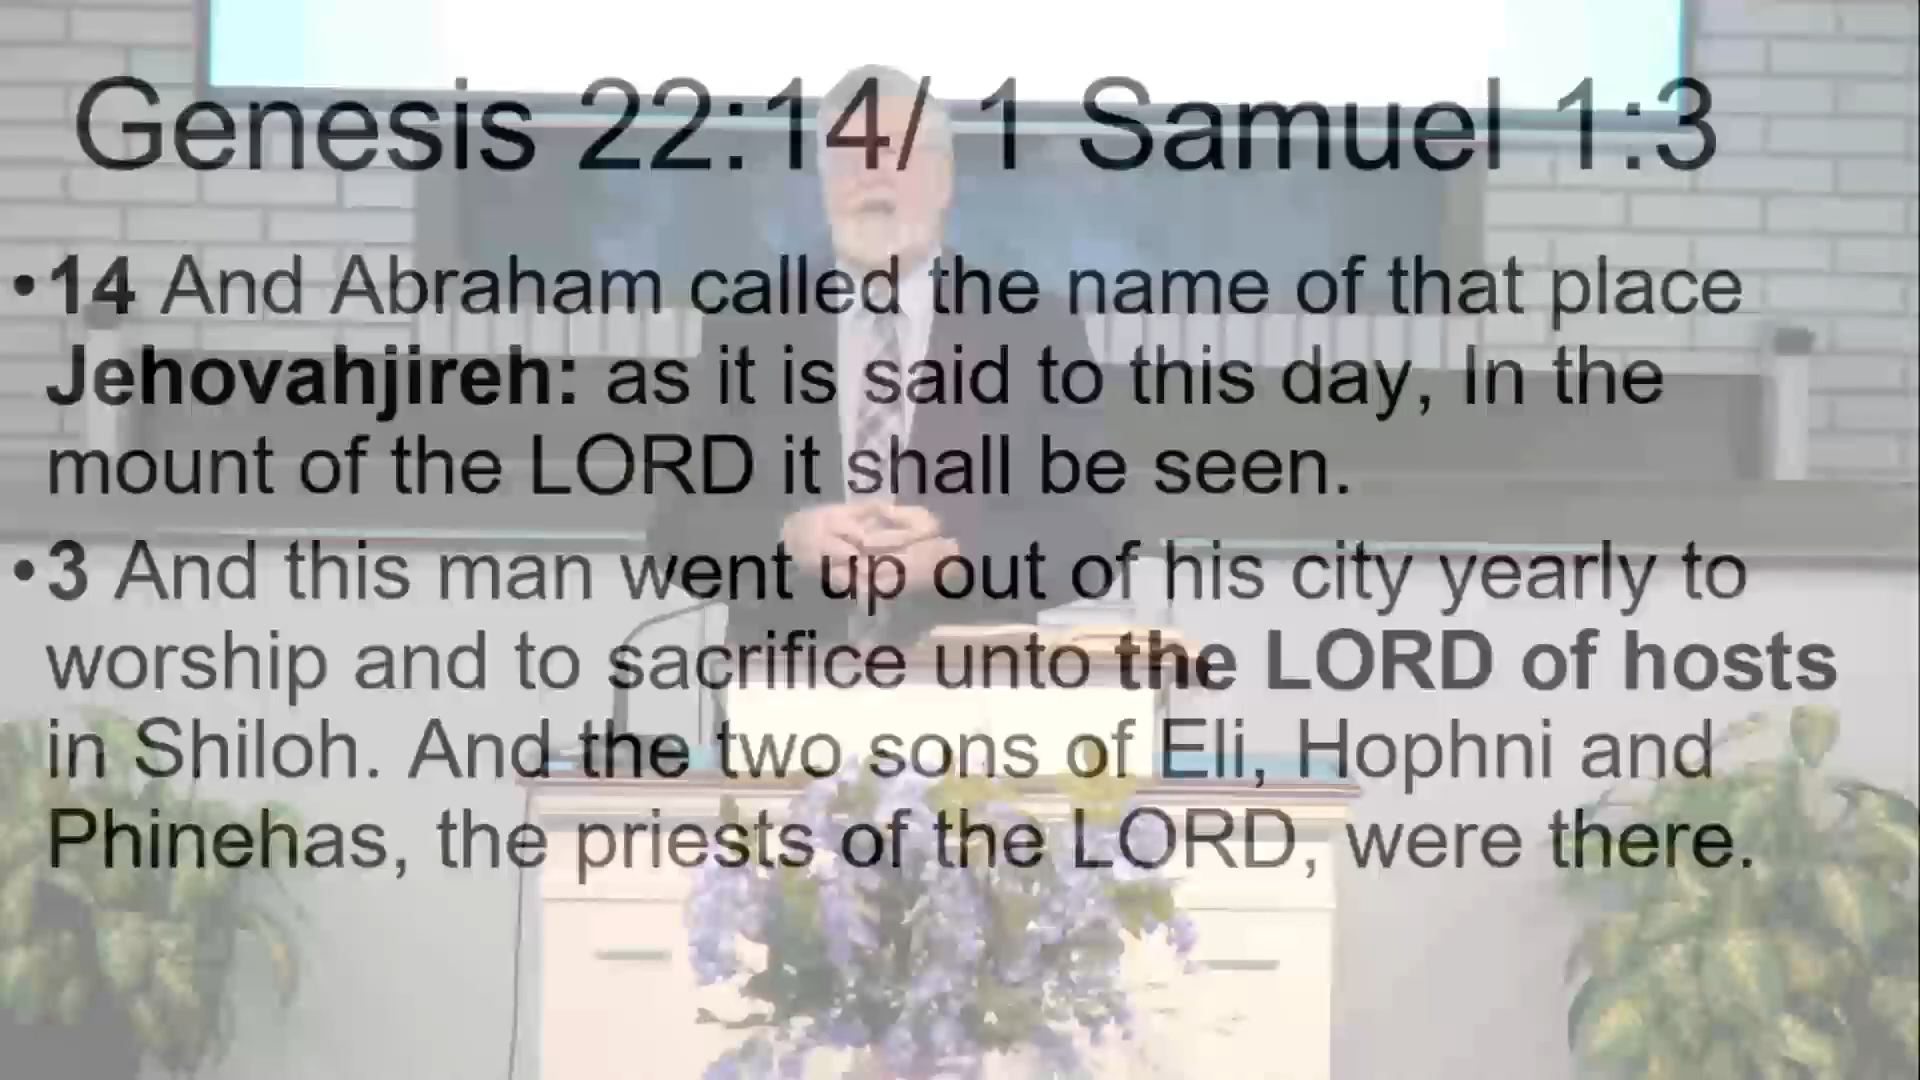 Genesis 22:14/ 1 Samuel 1:3
•14 And Abraham called the name of that place
Jehovahjireh: as it is said to this day, In the
mount of the LORD it shall be seen.
•3 And this man went up out of his city yearly to
worship and to sacrifice unto the LORD of hosts
in Shiloh. And the two sons of Eli, Hophni and
Phinehas, the priests of the LORD, were there.